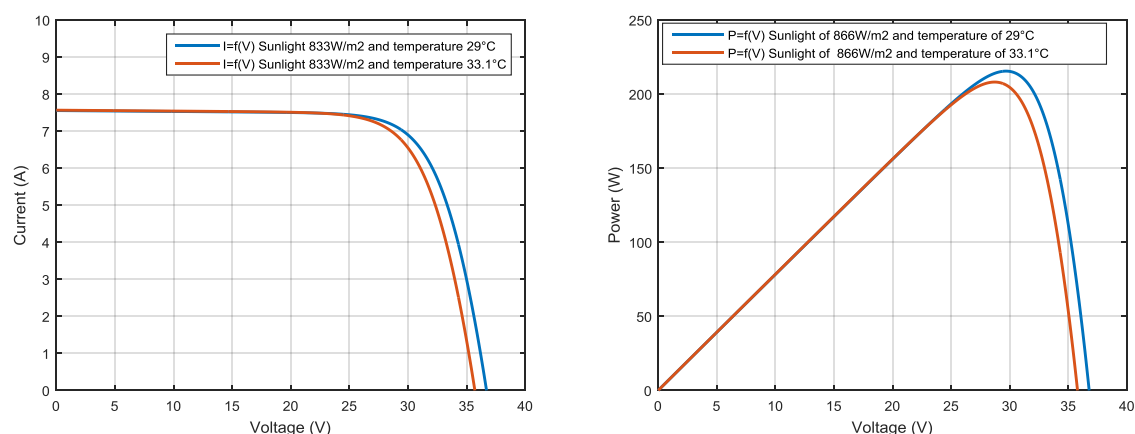 10
9
8
7
6
5
4
3
2
1
0
0 5 10 15 20 25 30 35 40
Current (A)
Voltage (V)
I=f(V) Sunlight 833W/m2 and temperature 29°C
I=f(V) Sunlight 833W/m2 and temperature 33.1°C
250
200
150
100
50
0
0 5 10 15 20 25 30 35 40
Power (W)
Voltage (V)
P=f(V) Sunlight of 866W/m2 and temperature of 29°C
P=f(V) Sunlight of  866W/m2 and temperature of 33.1°C